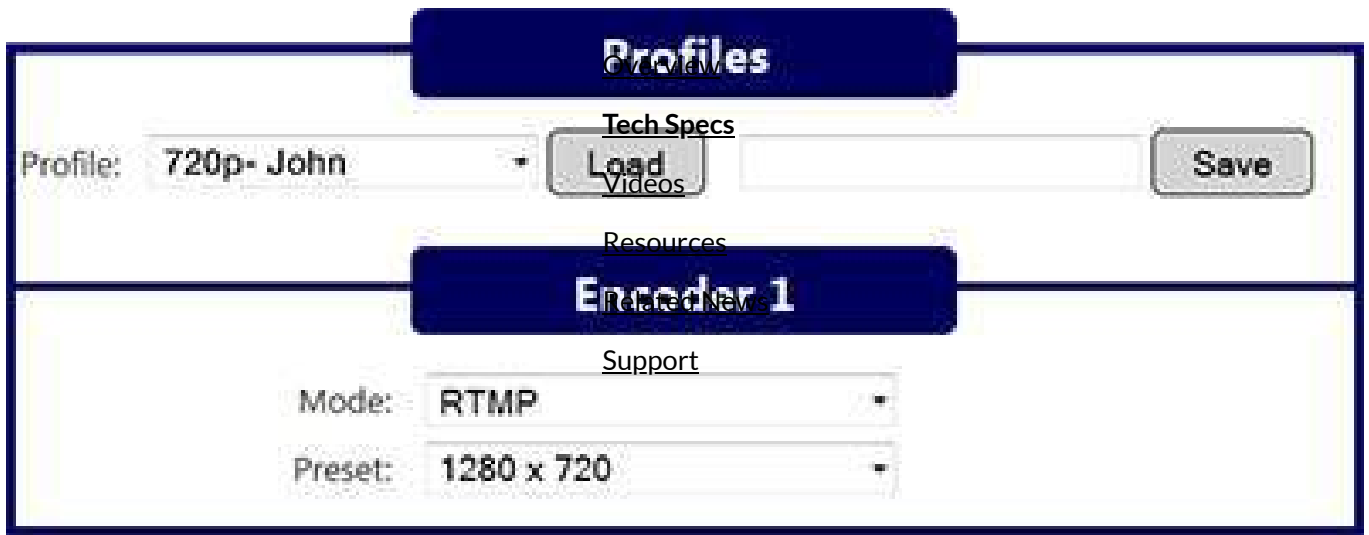 Profiles
Overview
Tech Specs
Profile: 720p- John Load Save
Videos
Resources
Encoder 1
Related News
Support
Mode: RTMP
Preset: 1280 x 720